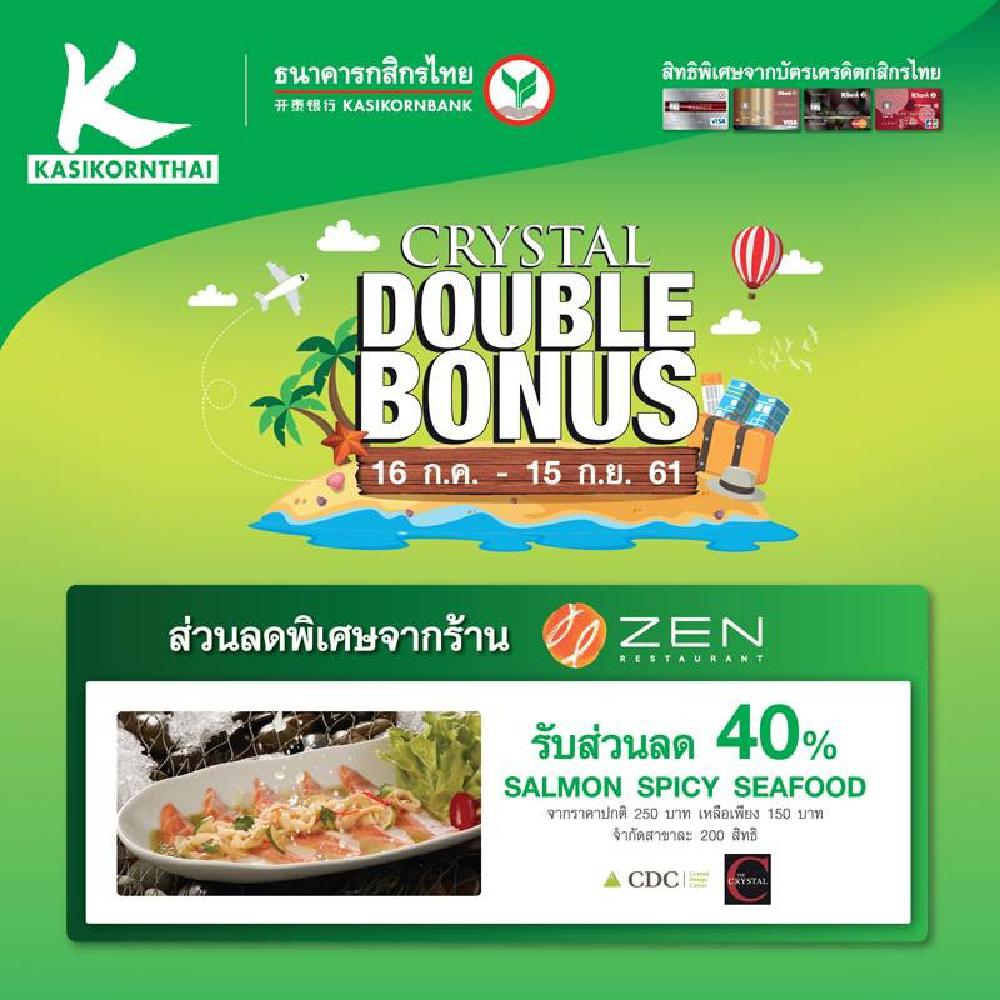 KASIKORNTHAI
ธนาคารกสิกรไทย
开泰银行 KASIKORNBANK
สิทธิพิเศษจากบัตรเครดิตกสิกรไทย
CRYSTAL
DOUBLE
BONUS
16 ก.ค. - 15 ก.ย. 61
ส่วนลดพิเศษจากร้าน
ZEN
RESTAURANT
รับส่วนลด 40%
SALMON SPICY SEAFOOD
จากราคาปกติ 250 บาท เหลือเพียง 150 บาท
จำกัดสาขาละ 200 สิทธิ
CDC
Crystal
Design
Center
THE
CRYSTAL